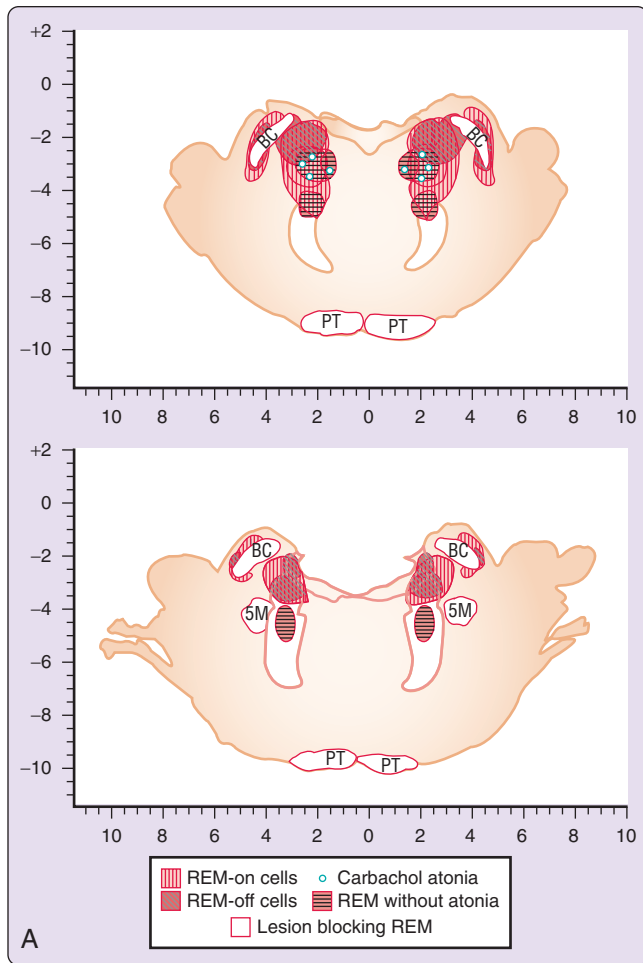 +2
0
−2
−4
−6
−8
−10
BC
BC
PT
PT
10 8 6 4 2 0 2 4 6 8 10
+2
0
−2
−4
−6
−8
−10
BC
BC
5M
5M
PT
PT
10 8 6 4 2 0 2 4 6 8 10
REM-on cells Carbachol atonia
REM-off cells REM without atonia
Lesion blocking REM
A